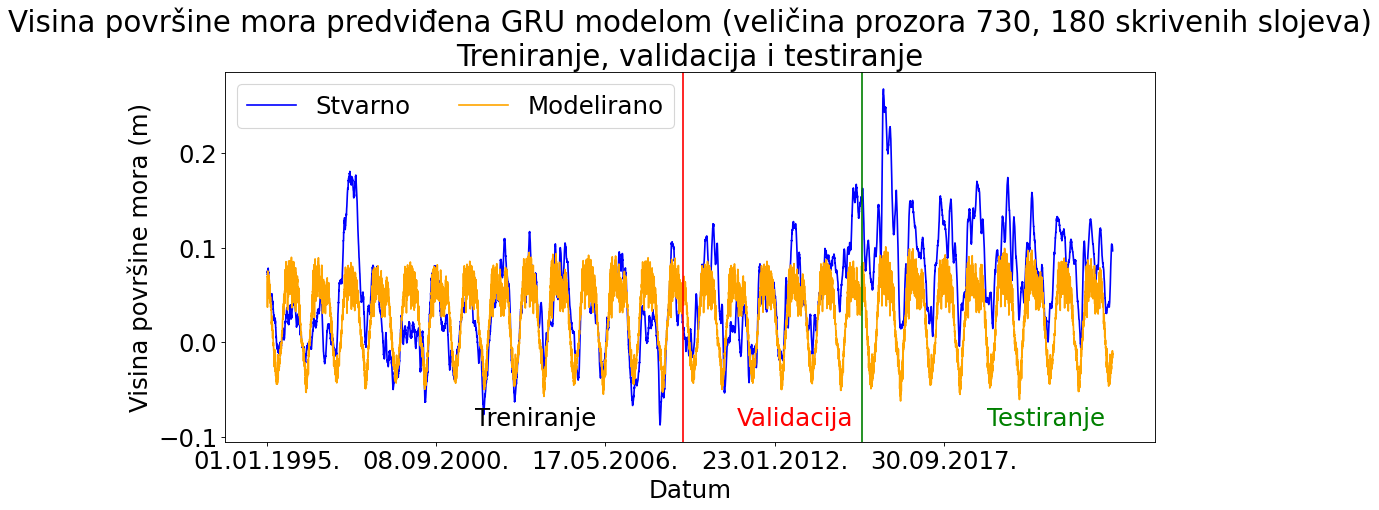 Visina površine mora predviđena GRU modelom (veličina prozora 730, 180 skrivenih slojeva)
Treniranje, validacija i testiranje
Stvarno
Modelirano
Visina površine mora (m)
0.2
0.1
0.0
−0.1
Treniranje
Validacija
Testiranje
01.01.1995.
08.09.2000.
17.05.2006.
23.01.2012.
30.09.2017.
Datum